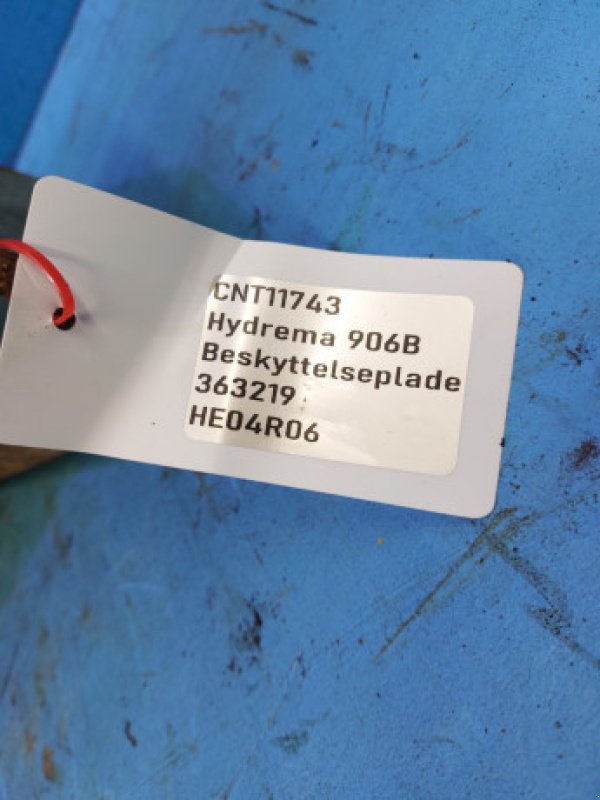 CNT11743
Hydrema 906B
Beskyttelseplade
363219
HE04R06